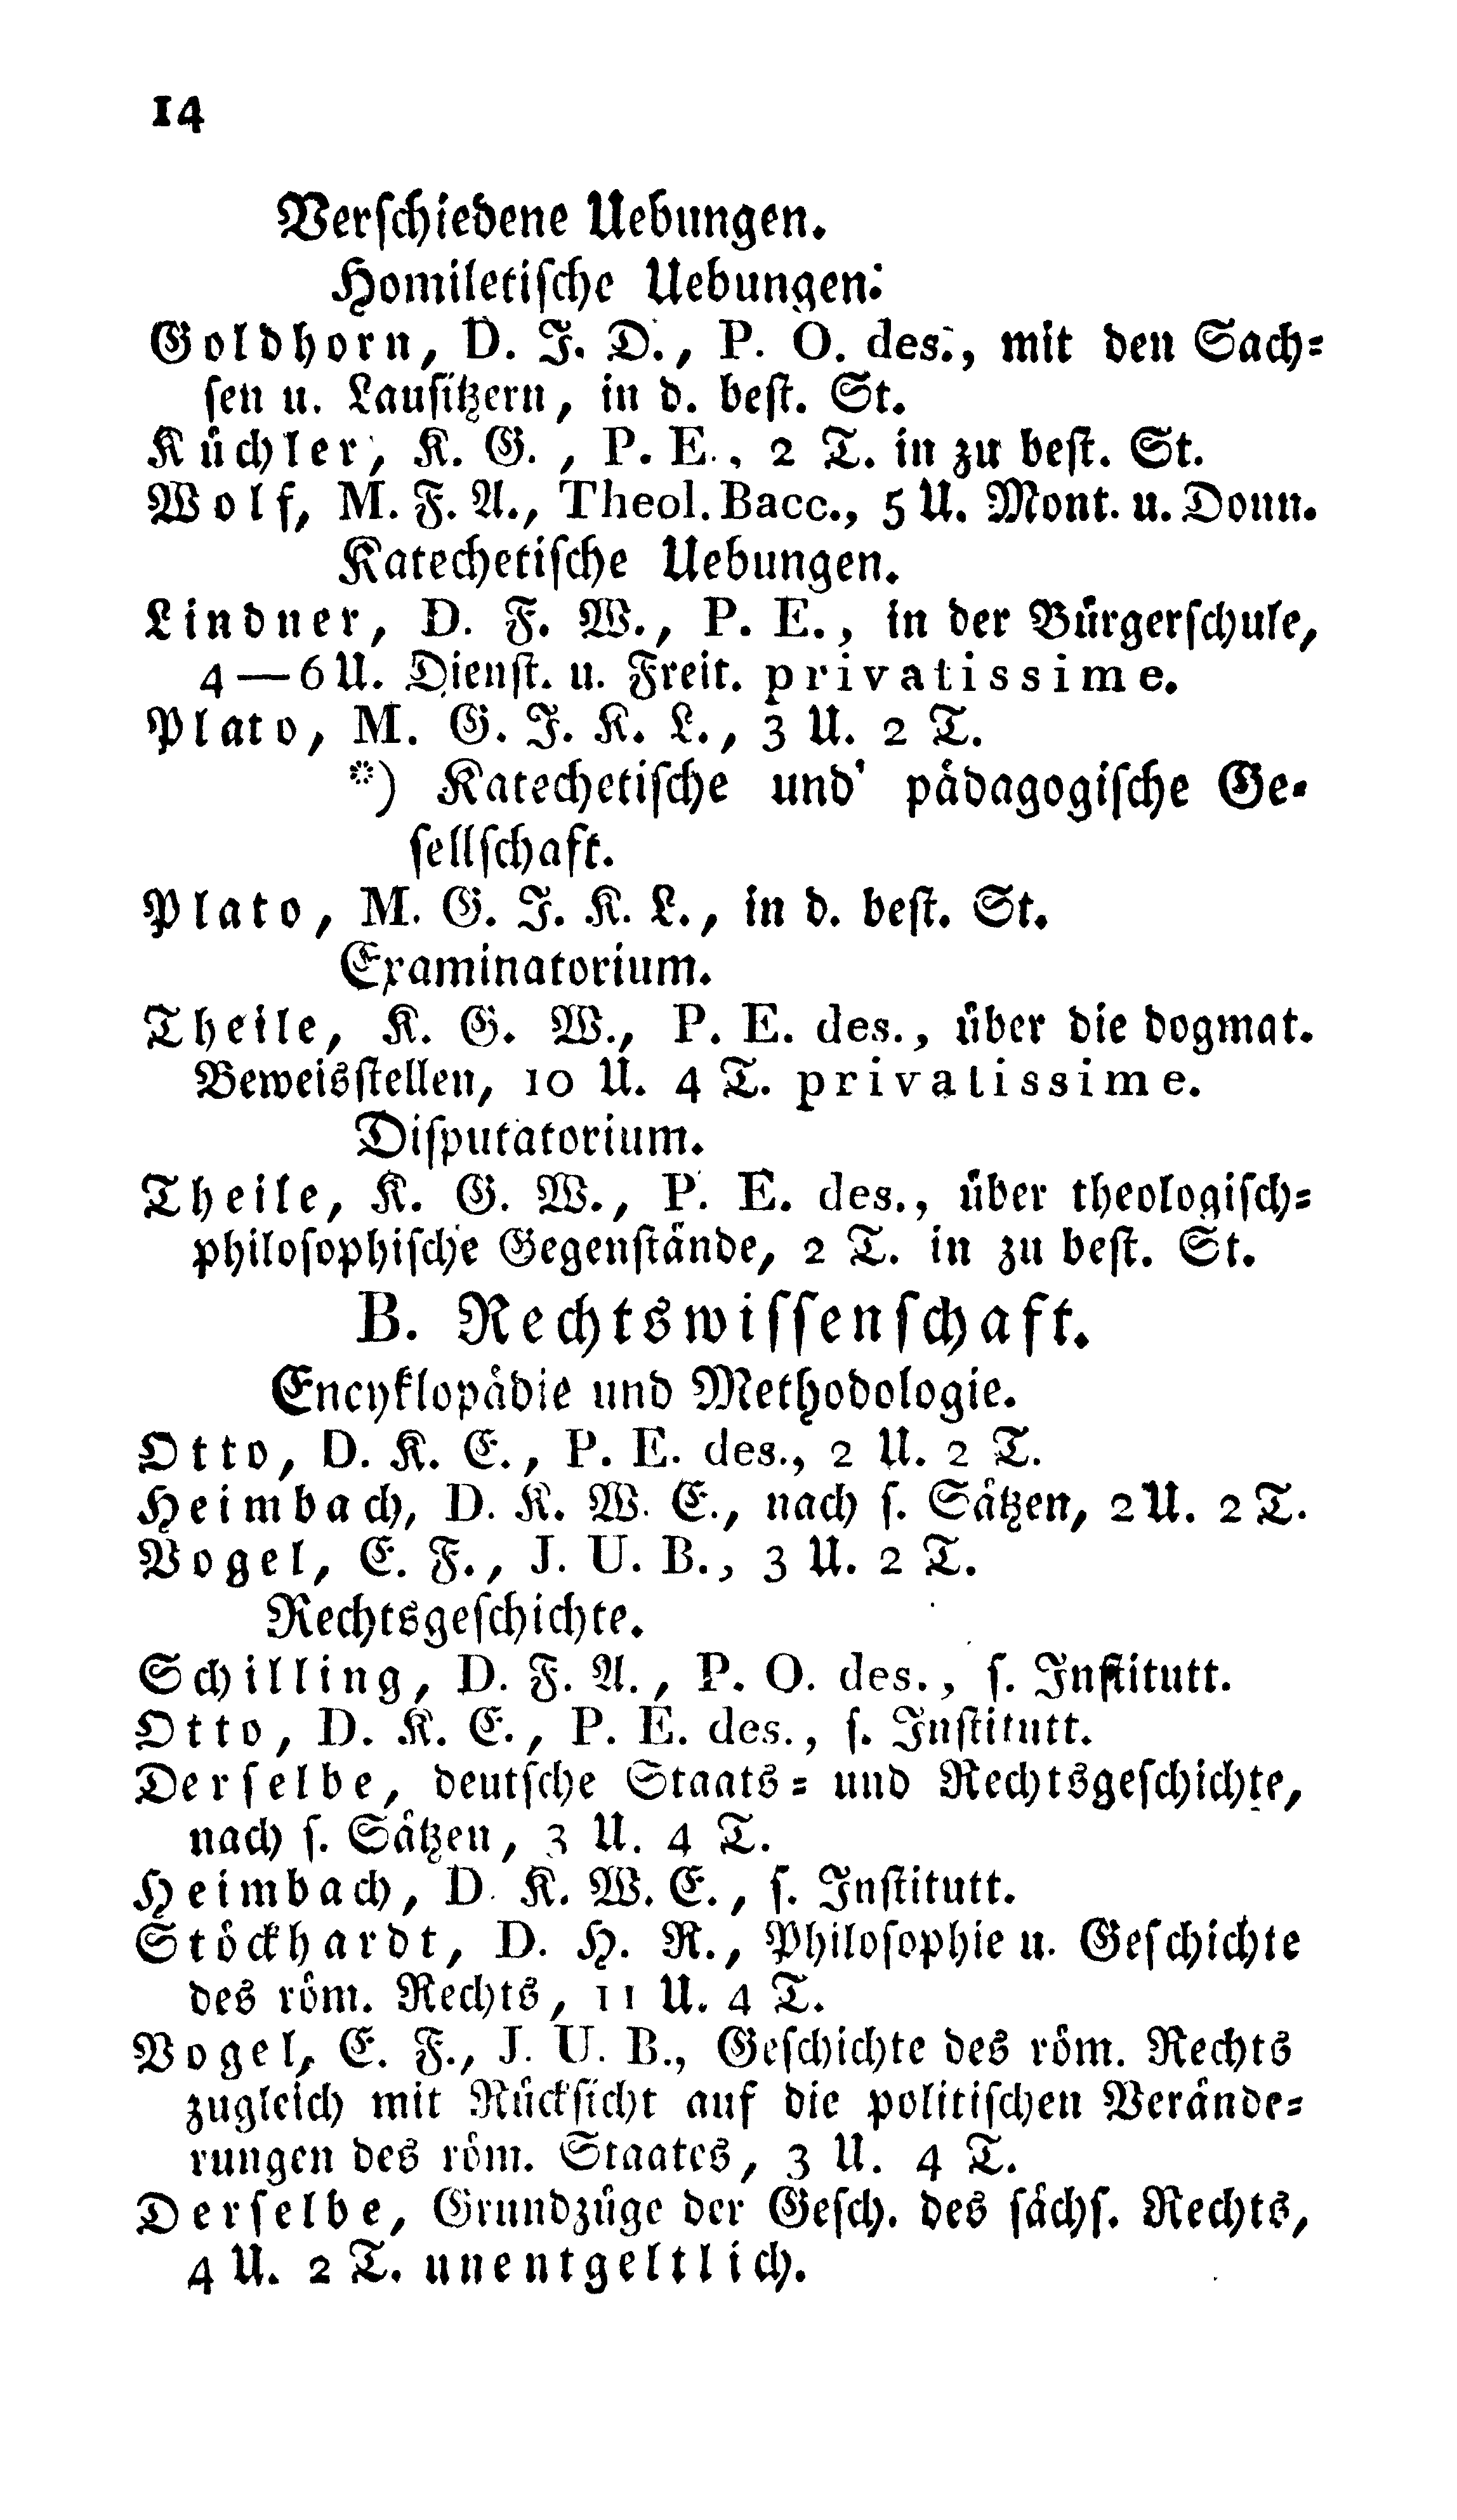 14
Verschiedene Uebungen.
Homiletische Uebungen:
Goldhorn, D. J. D., P. O. des., mit den Sach-
sen u. Lausitzern, in d. best. St.
Küchler, K. G., P. E., 2 T. in zu best. St.
Wolf, M. F. A., Theol. Bacc., 5 U. Mont. u. Donn.
Katechetische Uebungen.
Lindner, D. F. W., P. E., in der Bürgerschule,
4—6 U. Dienst. u. Freit. privatissime.
Plato, M. G. J. K. L., 3 U. 2 T.
*) Katechetische und pädagogische Ge-
sellschaft.
Plato, M. G. J. K. L., in d. best. St.
Examinatorium.
Theile, K. G. W., P. E. des., über die dogmat.
Beweisstellen, 10 U. 4 T. privatissime.
Disputatorium.
Theile, K. G. W., P. E. des., über theologisch-
philosophische Gegenstände, 2 T. in zu best. St.
B. Rechtswissenschaft.
Encyklopädie und Methodologie.
Otto, D. K. E., P. E. des., 2 U. 2 T.
Heimbach, D. K. W. E., nach s. Sätzen, 2 U. 2 T.
Vogel, E. F., J. U. B., 3 U. 2 T.
Rechtsgeschichte.
Schilling, D. F. A., P. O. des., s. Institutt.
Otto, D. K. E., P. E. des., s. Institutt.
Derselbe, deutsche Staats- und Rechtsgeschichte,
nach s. Sätzen, 3 U. 4 T.
Heimbach, D. K. W. E., s. Institutt.
Stöckhardt, D. H. R., Philosophie u. Geschichte
des röm. Rechts, 11 U. 4 T.
Vogel, E. F., J. U. B., Geschichte des röm. Rechts
zugleich mit Rücksicht auf die politischen Verände-
rungen des röm. Staates, 3 U. 4 T.
Derselbe, Grundzüge der Gesch. des sächs. Rechts,
4 U. 2 T. unentgeltlich.